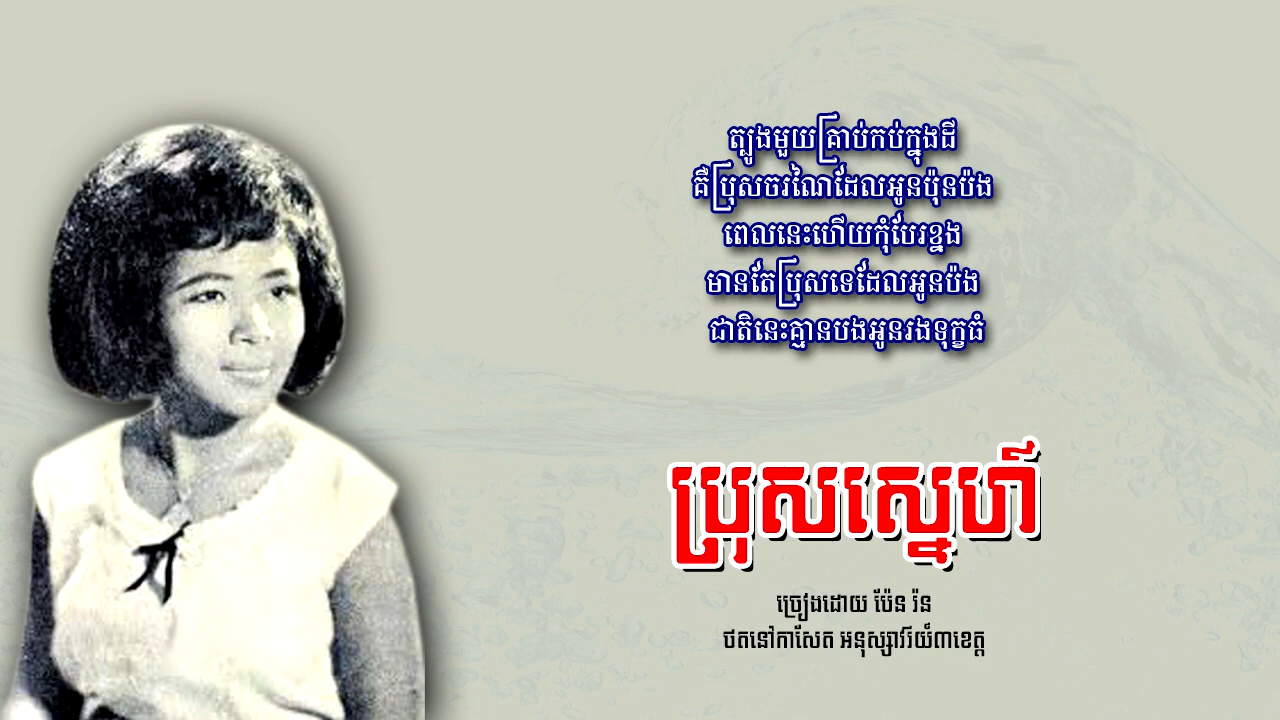 ត្បូងមួយគ្រាប់កប់ក្នុងដី
គឺប្រុសចរណៃដែលអូនប៉ុនប៉ង
ពេលនេះហើយកុំបែរខ្នង
មានតែប្រុសទេដែលអូនប៉ង
ជាតិនេះគ្មានបងអូនរងទុក្ខធំ
ប្រុសស្នេហ៍
ច្រៀងដោយ ប៉ែន រ៉ន
ថតនៅកាសែត អនុស្សាវរីយ៍៣ខេត្ត